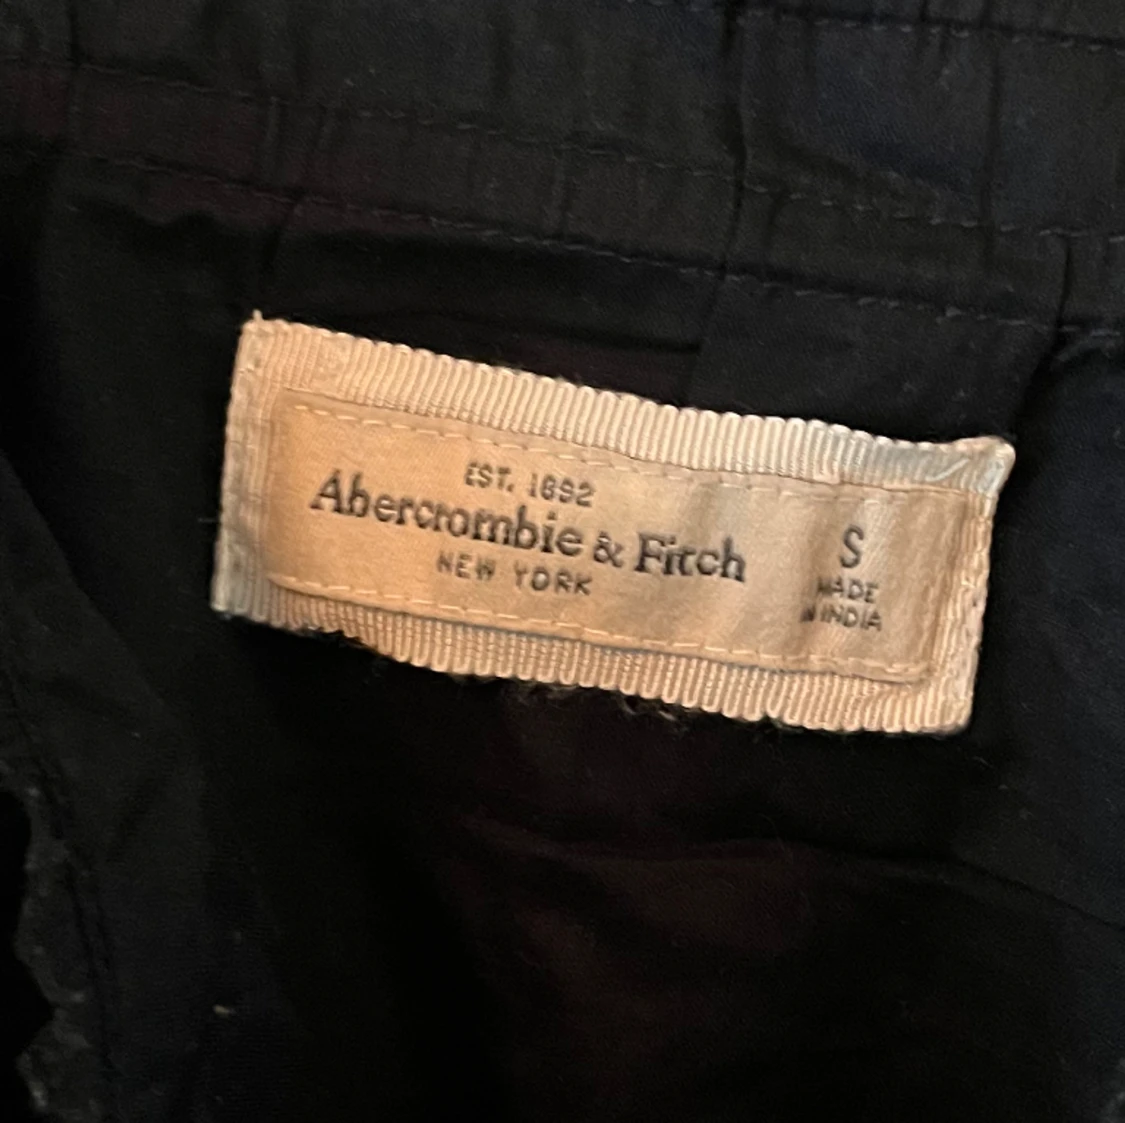 EST. 1892
Abercrombie & Fitch
NEW YORK
S
MADE
IN INDIA